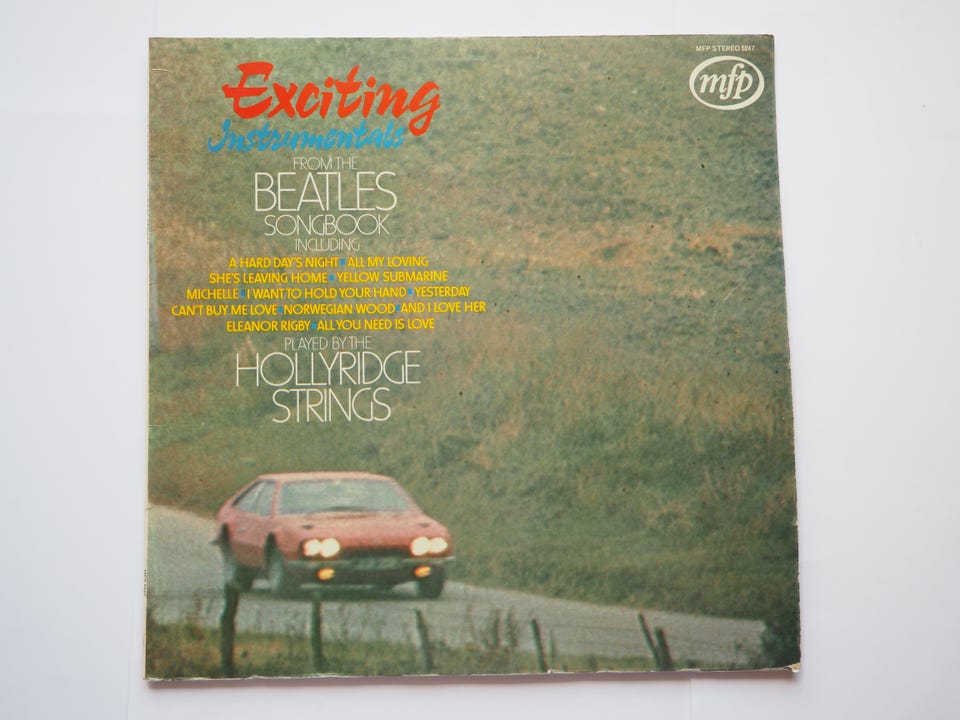 MFP STEREO 5047
mfp
Exciting
Instrumentals
FROM THE
BEATLES
SONGBOOK
INCLUDING
A HARD DAY'S NIGHT • ALL MY LOVING
SHE'S LEAVING HOME • YELLOW SUBMARINE
MICHELLE • I WANT TO HOLD YOUR HAND • YESTERDAY
CAN'T BUY ME LOVE • NORWEGIAN WOOD • AND I LOVE HER
ELEANOR RIGBY • ALL YOU NEED IS LOVE
PLAYED BY THE
HOLLYRIDGE
STRINGS